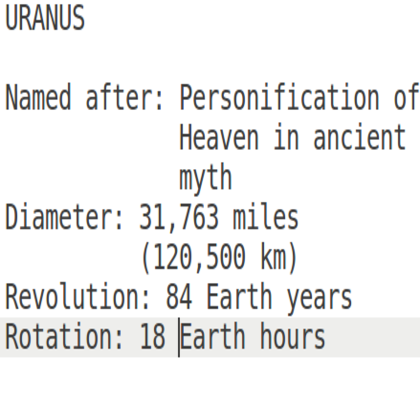 URANUS
Named after: Personification of
Heaven in ancient
myth
Diameter: 31,763 miles
(120,500 km)
Revolution: 84 Earth years
Rotation: 18 Earth hours